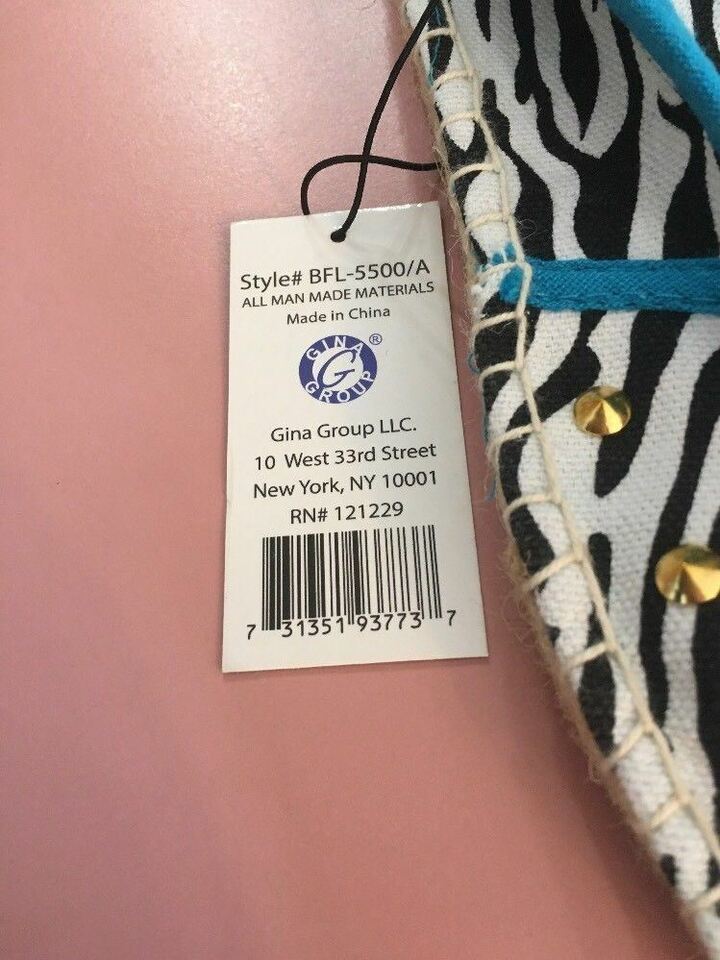 Style# BFL-5500/A
ALL MAN MADE MATERIALS
Made in China
GINA ®
G
GROUP
Gina Group LLC.
10 West 33rd Street
New York, NY 10001
RN# 121229
7 31351 93773 7